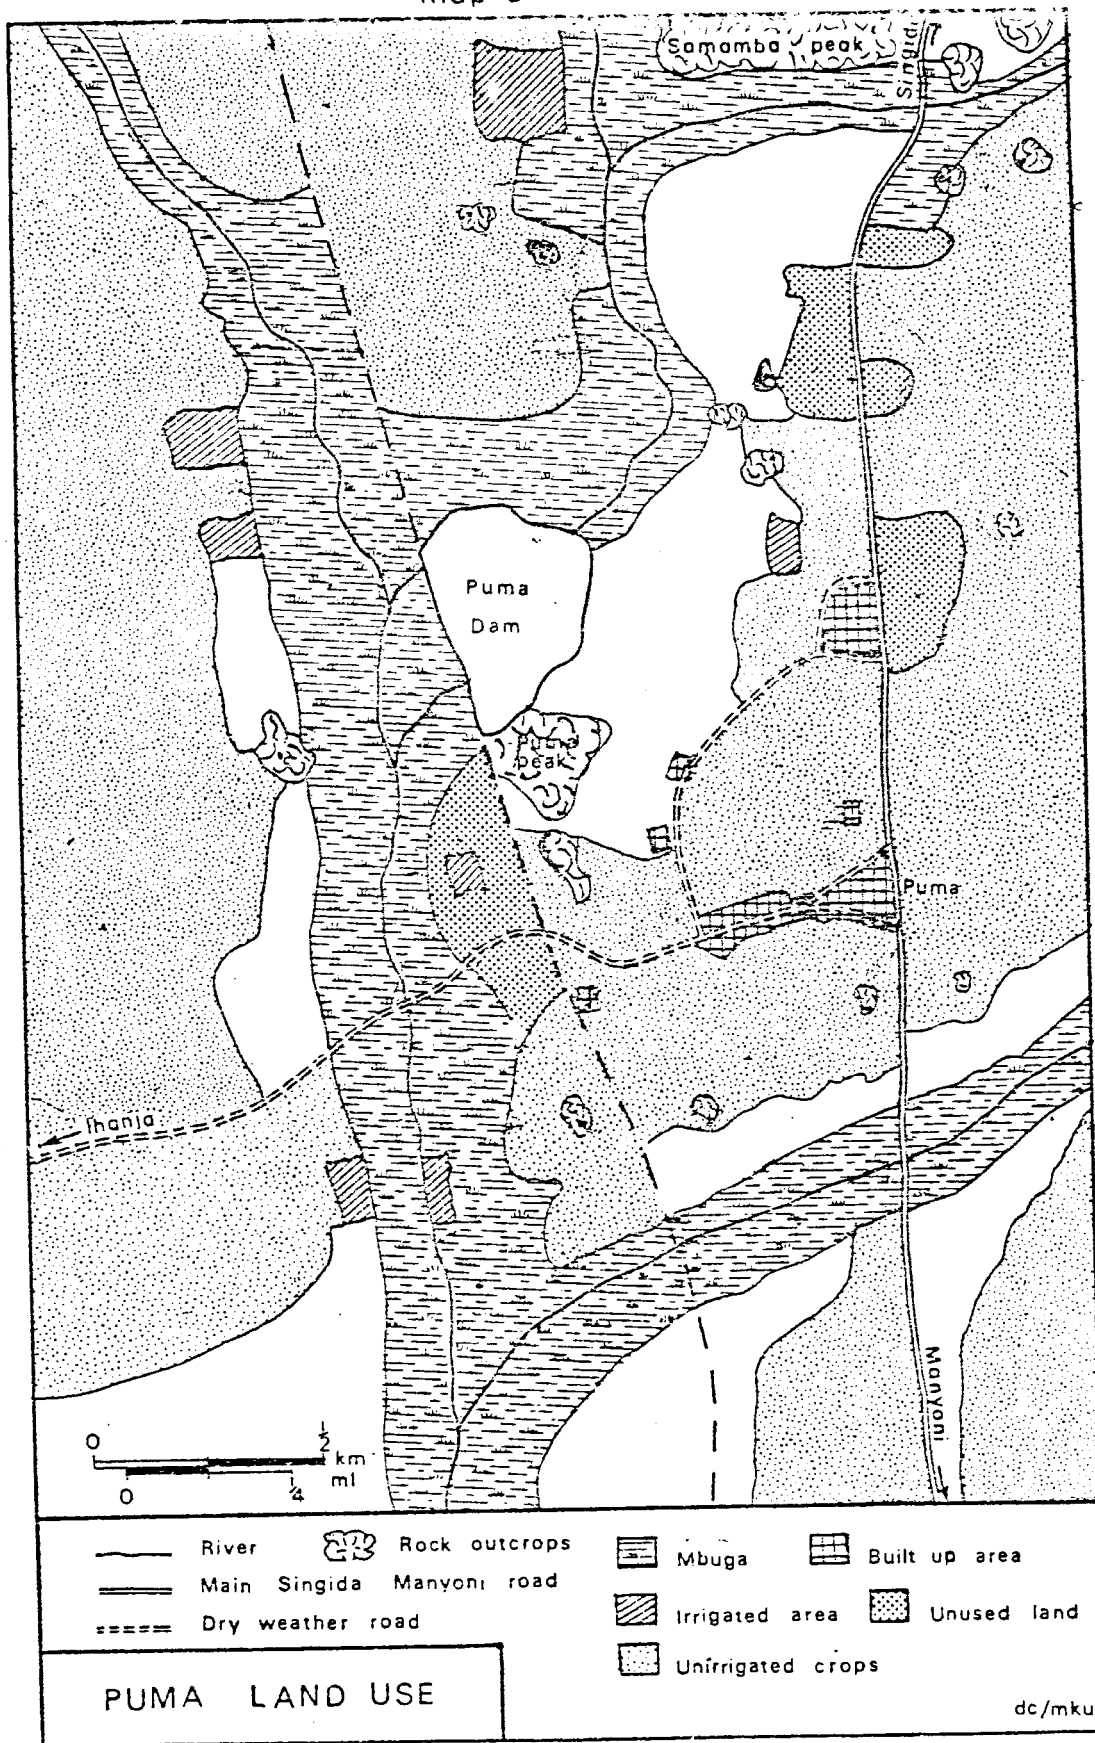 Samamba peak
Puma
Dam
Puma
peak
Puma
Ihanja
Manyoni
0 ½ km
0 ¼ ml
River
Rock outcrops
Mbuga
Built up area
Main Singida Manyoni road
Irrigated area
Unused land
Dry weather road
Unirrigated crops
PUMA LAND USE
dc/mku